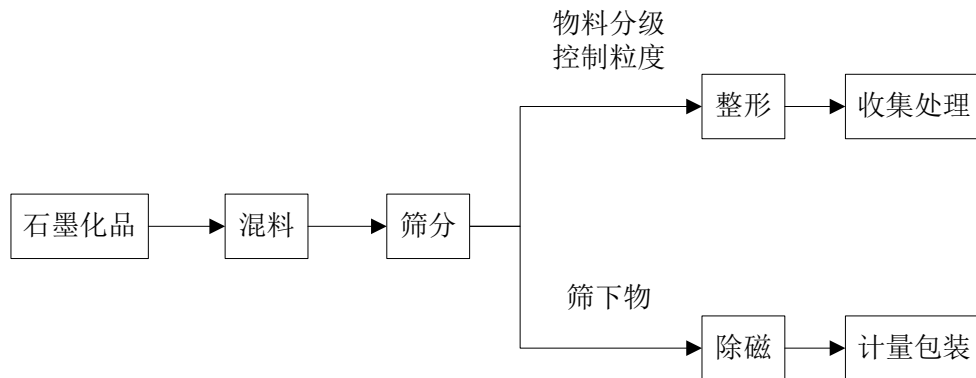 物料分级
控制粒度
整形
收集处理
石墨化品
混料
筛分
筛下物
除磁
计量包装